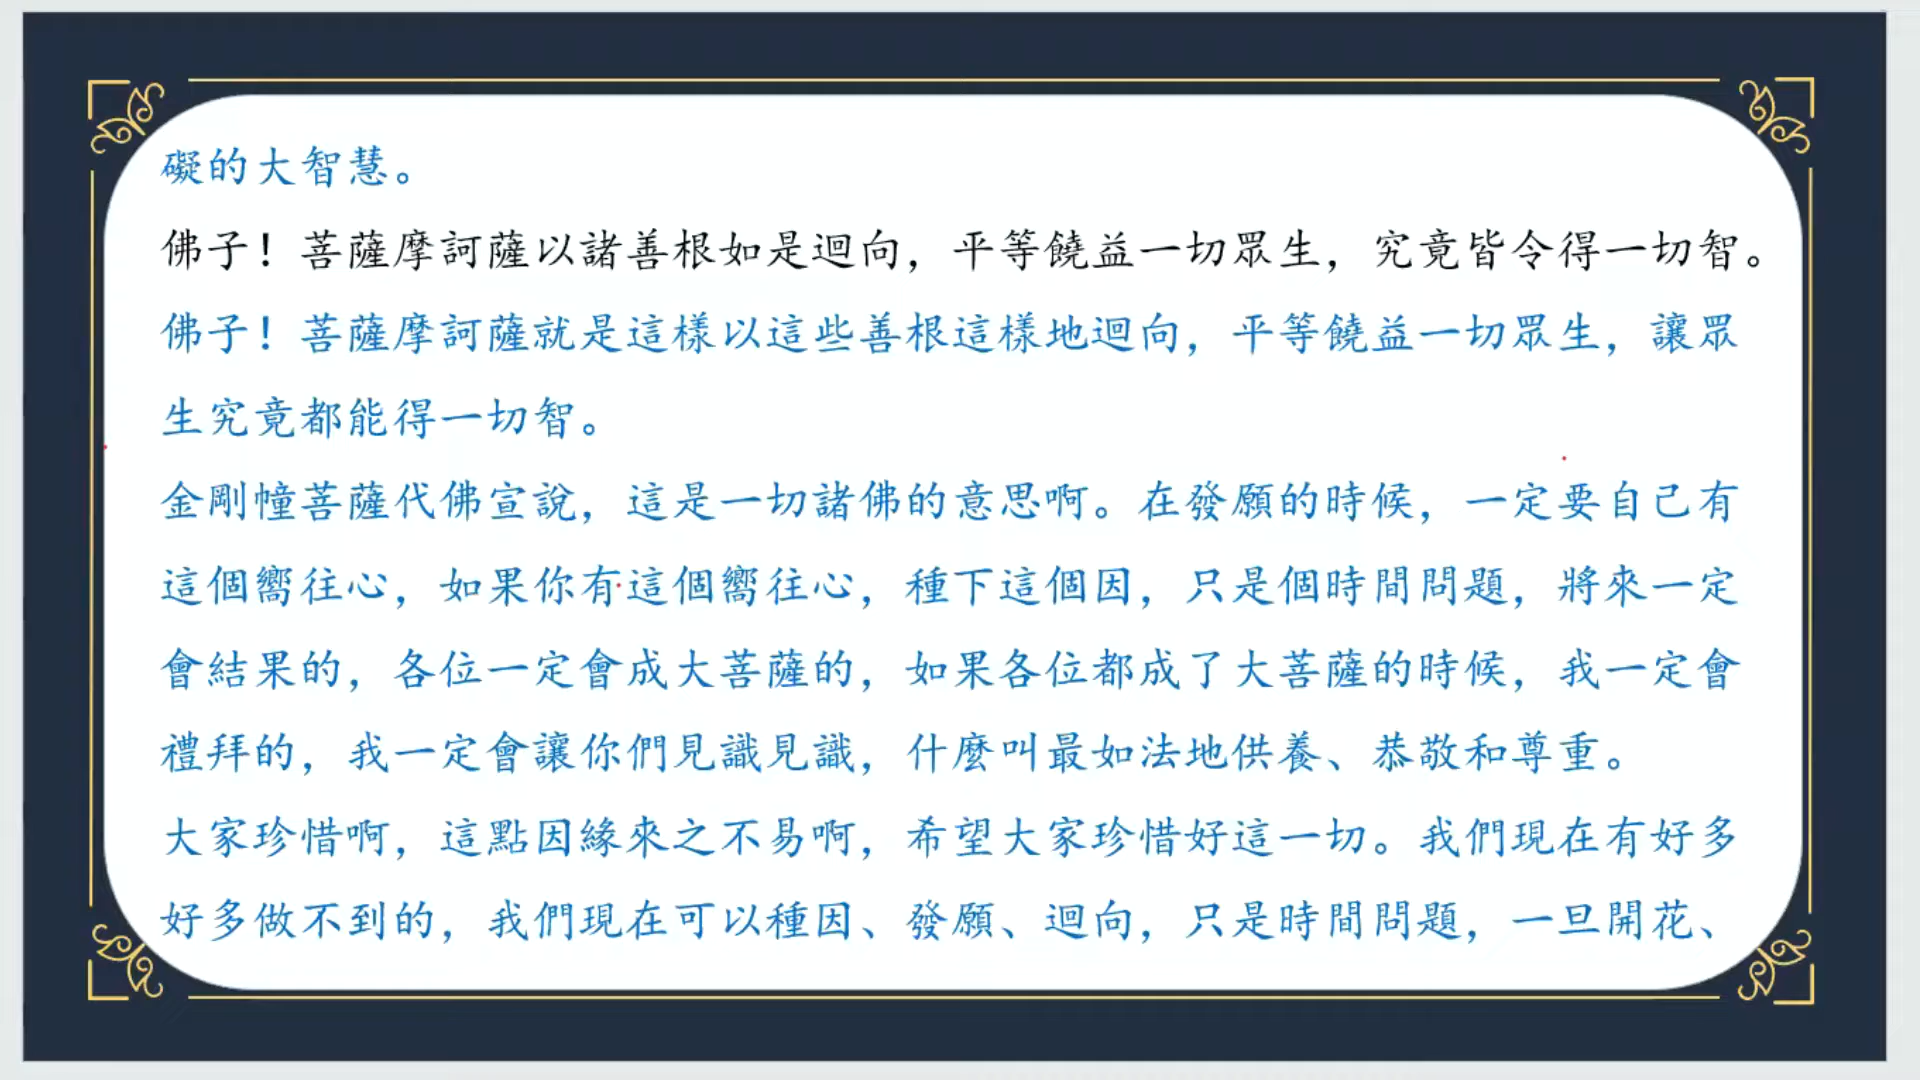 礙的大智慧。
佛子！菩薩摩訶薩以諸善根如是迴向，平等饒益一切眾生，究竟皆令得一切智。
佛子！菩薩摩訶薩就是這樣以這些善根這樣地迴向，平等饒益一切眾生，讓眾
生究竟都能得一切智。
金剛幢菩薩代佛宣說，這是一切諸佛的意思啊。在發願的時候，一定要自己有
這個嚮往心，如果你有這個嚮往心，種下這個因，只是個時間問題，將來一定
會結果的，各位一定會成大菩薩的，如果各位都成了大菩薩的時候，我一定會
禮拜的，我一定會讓你們見識見識，什麼叫最如法地供養、恭敬和尊重。
大家珍惜啊，這點因緣來之不易啊，希望大家珍惜好這一切。我們現在有好多
好多做不到的，我們現在可以種因、發願、迴向，只是時間問題，一旦開花、